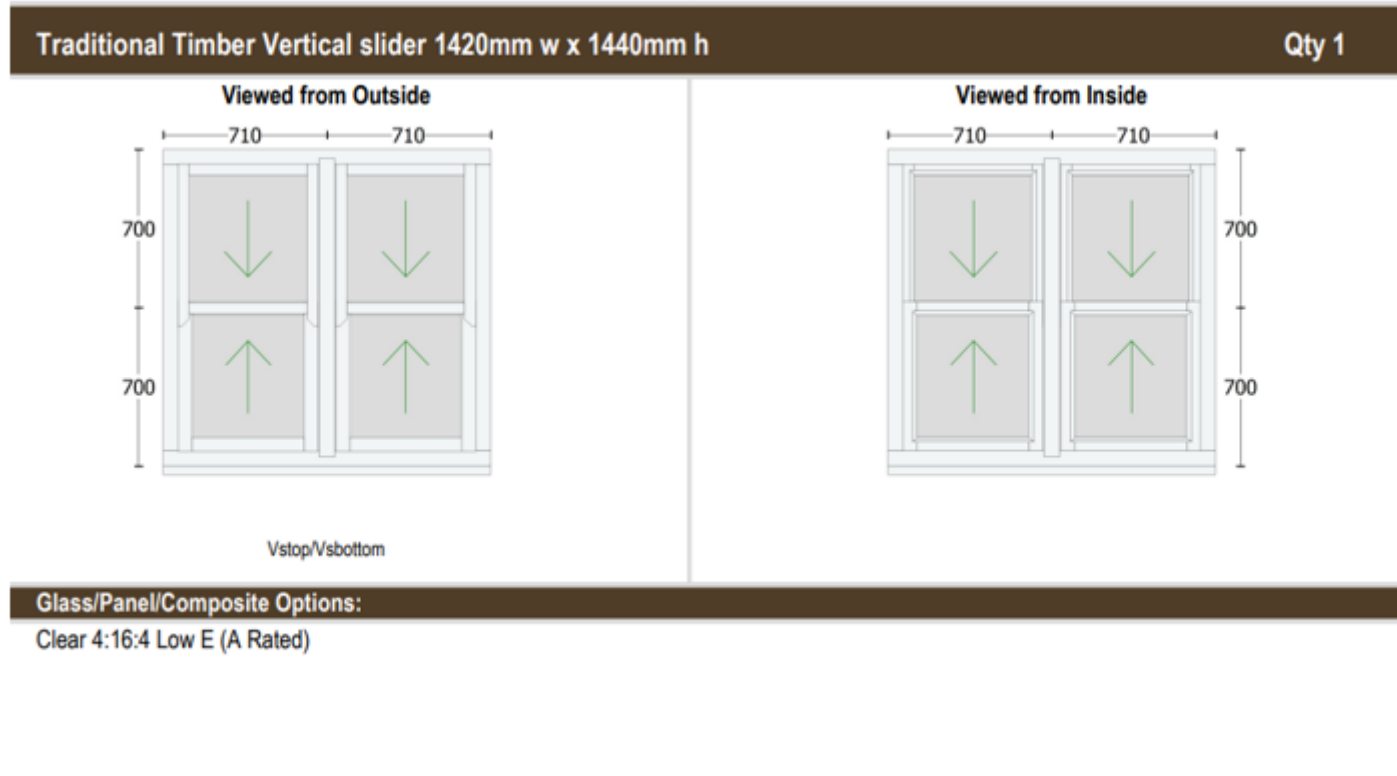 Traditional Timber Vertical slider 1420mm w x 1440mm h Qty 1
Viewed from Outside
710 710
700
700
Vstop/Vsbottom
Viewed from Inside
710 710
700
700
Glass/Panel/Composite Options:
Clear 4:16:4 Low E (A Rated)